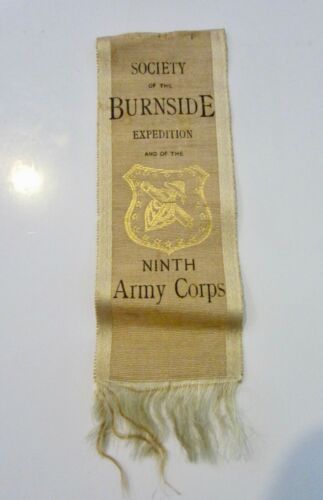 SOCIETY
OF THE
BURNSIDE
EXPEDITION
AND OF THE
NINTH
Army Corps